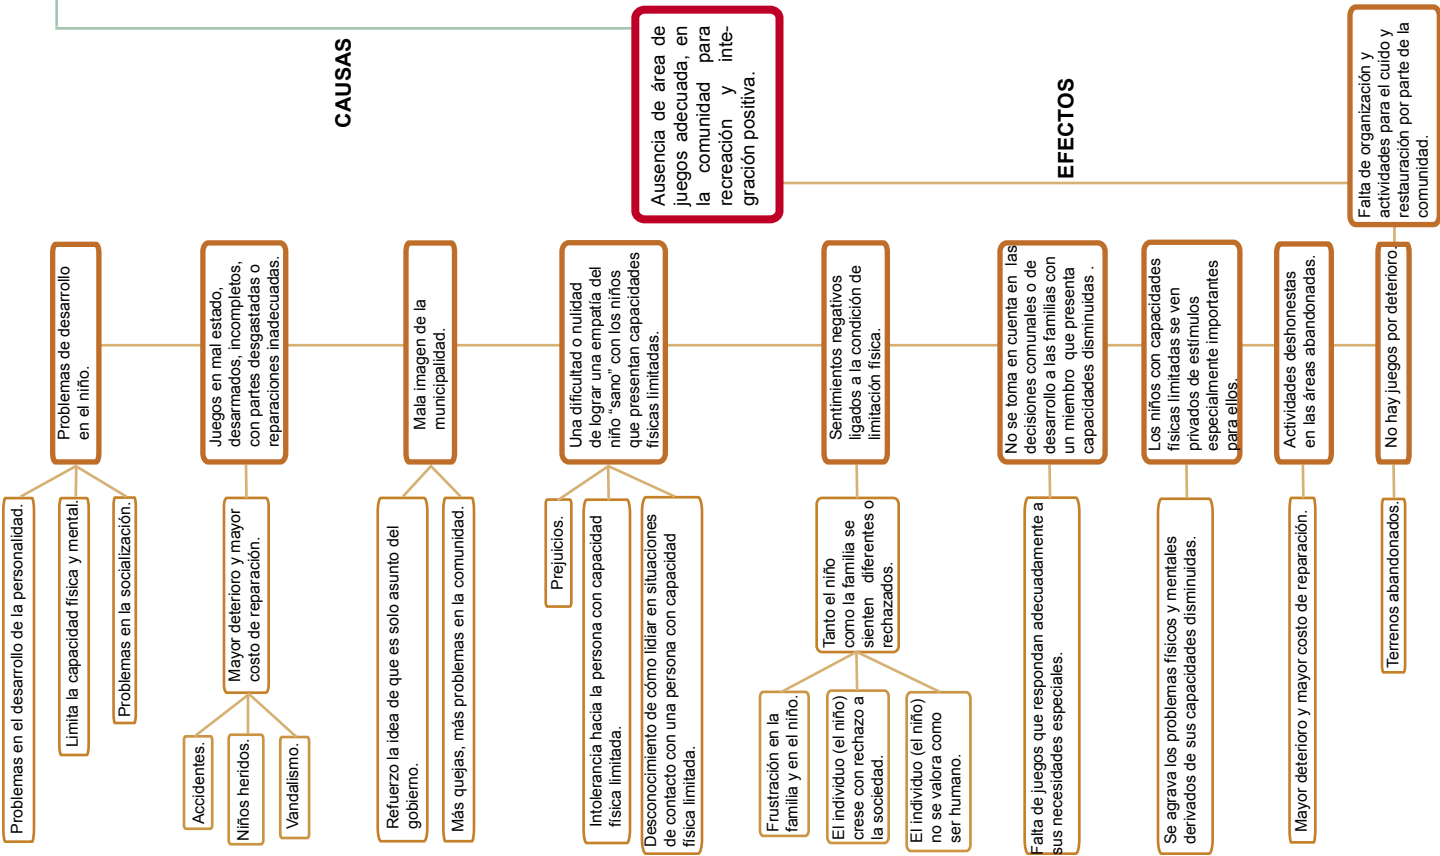 CAUSAS
Ausencia de área de
juegos adecuada, en
la comunidad para
recreación y inte-
gración positiva.
EFECTOS
Falta de organización y
actividades para el cuido y
restauración por parte de la
comunidad.
Problemas de desarrollo
en el niño.
Problemas en el desarrollo de la personalidad.
Limita la capacidad física y mental.
Problemas en la socialización.
Juegos en mal estado,
desarmados, incompletos,
con partes desgastadas o
reparaciones inadecuadas.
Mayor deterioro y mayor
costo de reparación.
Accidentes.
Niños heridos.
Vandalismo.
Mala imagen de la
municipalidad.
Refuerzo la idea de que es solo asunto del
gobierno.
Más quejas, más problemas en la comunidad.
Una dificultad o nulidad
de lograr una empatía del
niño “sano” con los niños
que presentan capacidades
físicas limitadas.
Prejuicios.
Intolerancia hacia la persona con capacidad
física limitada.
Desconocimiento de cómo lidiar en situaciones
de contacto con una persona con capacidad
física limitada.
Sentimientos negativos
ligados a la condición de
limitación física.
Tanto el niño
como la familia se
sienten diferentes o
rechazados.
Frustración en la
familia y en el niño.
El individuo (el niño)
crese con rechazo a
la sociedad.
El individuo (el niño)
no se valora como
ser humano.
No se toma en cuenta en las
decisiones comunales o de
desarrollo a las familias con
un miembro que presenta
capacidades disminuidas .
Falta de juegos que respondan adecuadamente a
sus necesidades especiales.
Los niños con capacidades
físicas limitadas se ven
privados de estímulos
especialmente importantes
para ellos.
Se agrava los problemas físicos y mentales
derivados de sus capacidades disminuidas.
Actividades deshonestas
en las áreas abandonadas.
Mayor deterioro y mayor costo de reparación.
No hay juegos por deterioro.
Terrenos abandonados.